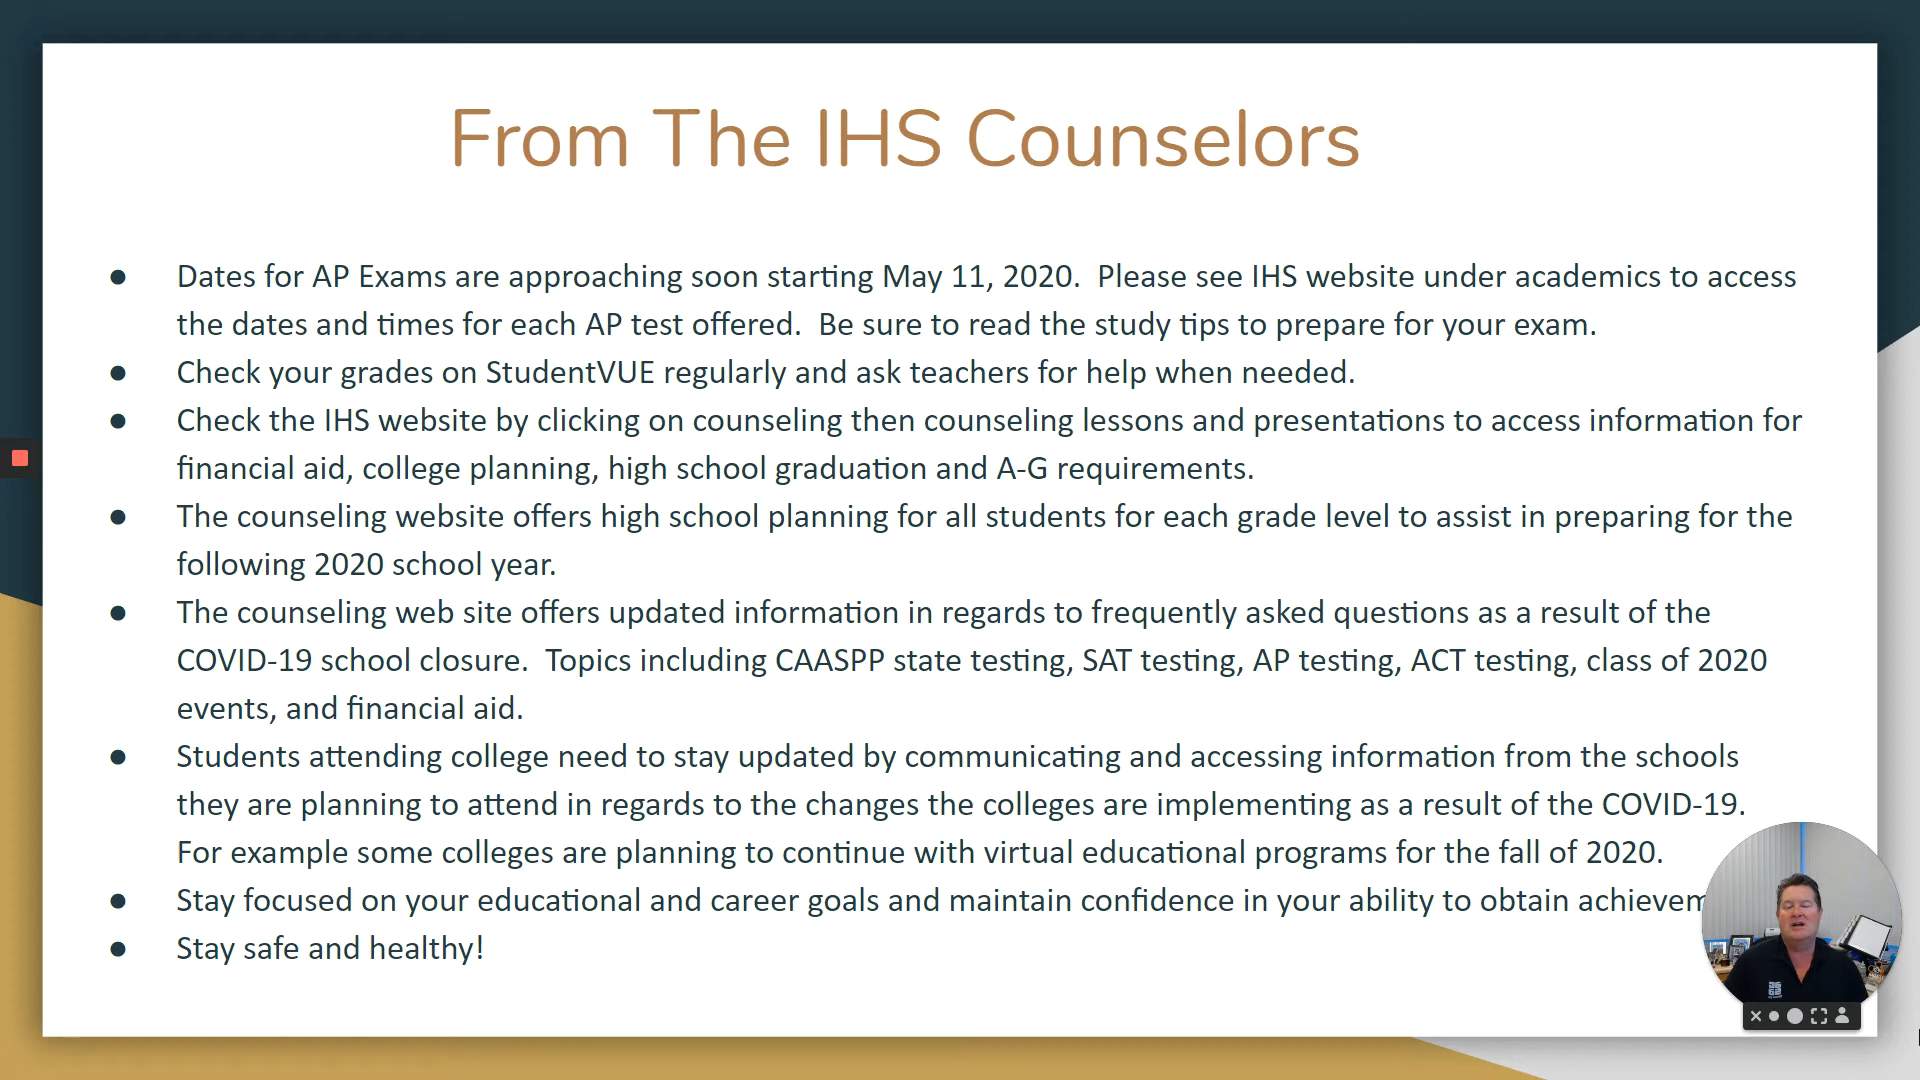 From The IHS Counselors
● Dates for AP Exams are approaching soon starting May 11, 2020.  Please see IHS website under academics to access
the dates and times for each AP test offered.  Be sure to read the study tips to prepare for your exam.
● Check your grades on StudentVUE regularly and ask teachers for help when needed.
● Check the IHS website by clicking on counseling then counseling lessons and presentations to access information for
financial aid, college planning, high school graduation and A-G requirements.
● The counseling website offers high school planning for all students for each grade level to assist in preparing for the
following 2020 school year.
● The counseling web site offers updated information in regards to frequently asked questions as a result of the
COVID-19 school closure.  Topics including CAASPP state testing, SAT testing, AP testing, ACT testing, class of 2020
events, and financial aid.
● Students attending college need to stay updated by communicating and accessing information from the schools
they are planning to attend in regards to the changes the colleges are implementing as a result of the COVID-19.
For example some colleges are planning to continue with virtual educational programs for the fall of 2020.
● Stay focused on your educational and career goals and maintain confidence in your ability to obtain
● Stay safe and healthy!